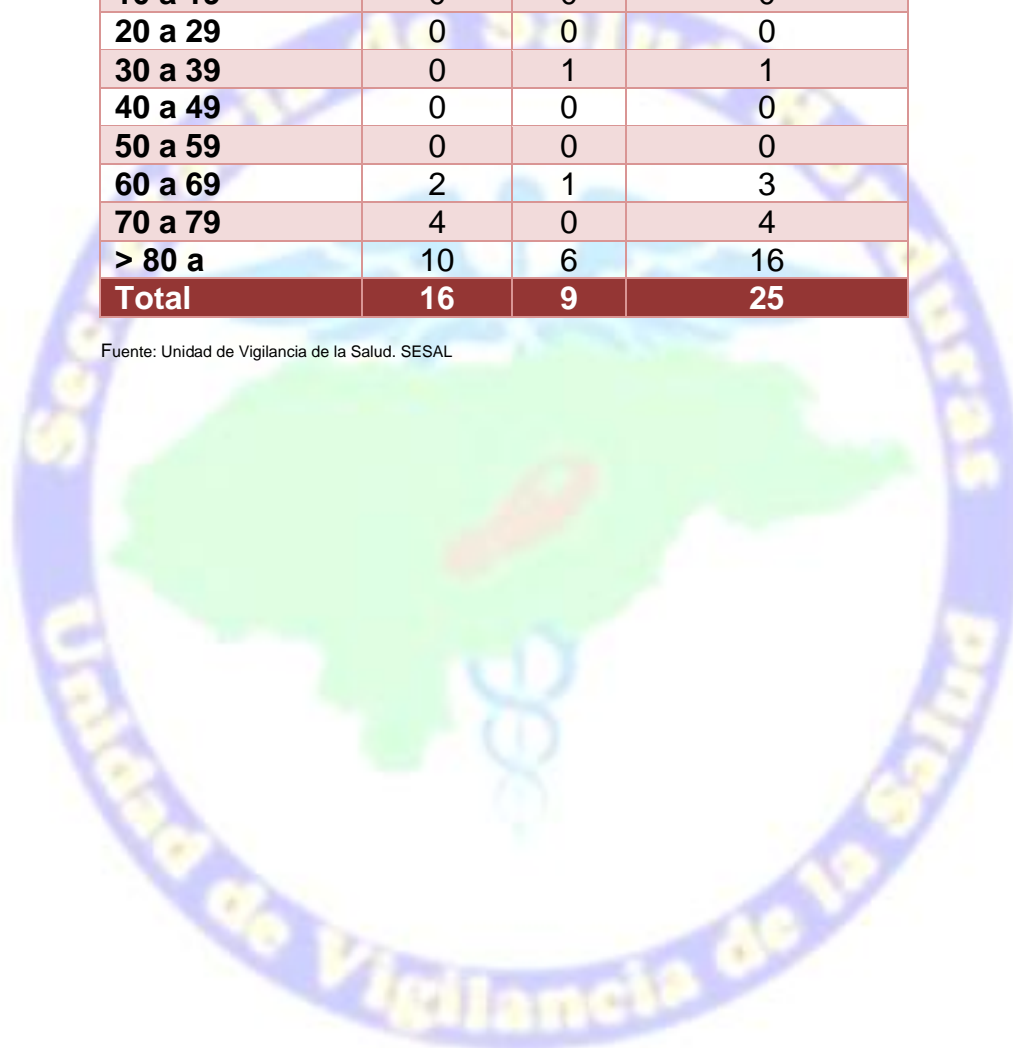 20 a 29 0 0 0
30 a 39 0 1 1
40 a 49 0 0 0
50 a 59 0 0 0
60 a 69 2 1 3
70 a 79 4 0 4
> 80 a 10 6 16
Total 16 9 25
Fuente: Unidad de Vigilancia de la Salud. SESAL
Unidad de Vigilancia de la Salud